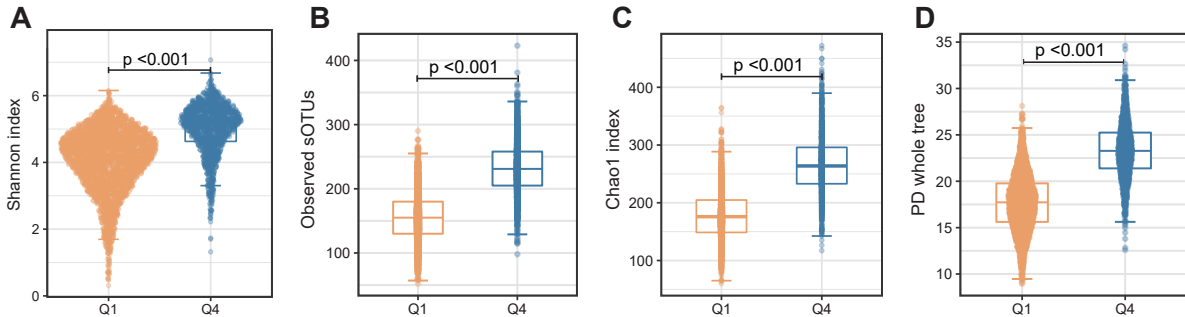 A
Shannon index
p <0.001
6
4
2
0
Q1
Q4
B
Observed sOTUs
p <0.001
400
300
200
100
Q1
Q4
C
Chao1 index
p <0.001
400
300
200
100
Q1
Q4
D
PD whole tree
p <0.001
35
30
25
20
15
10
Q1
Q4